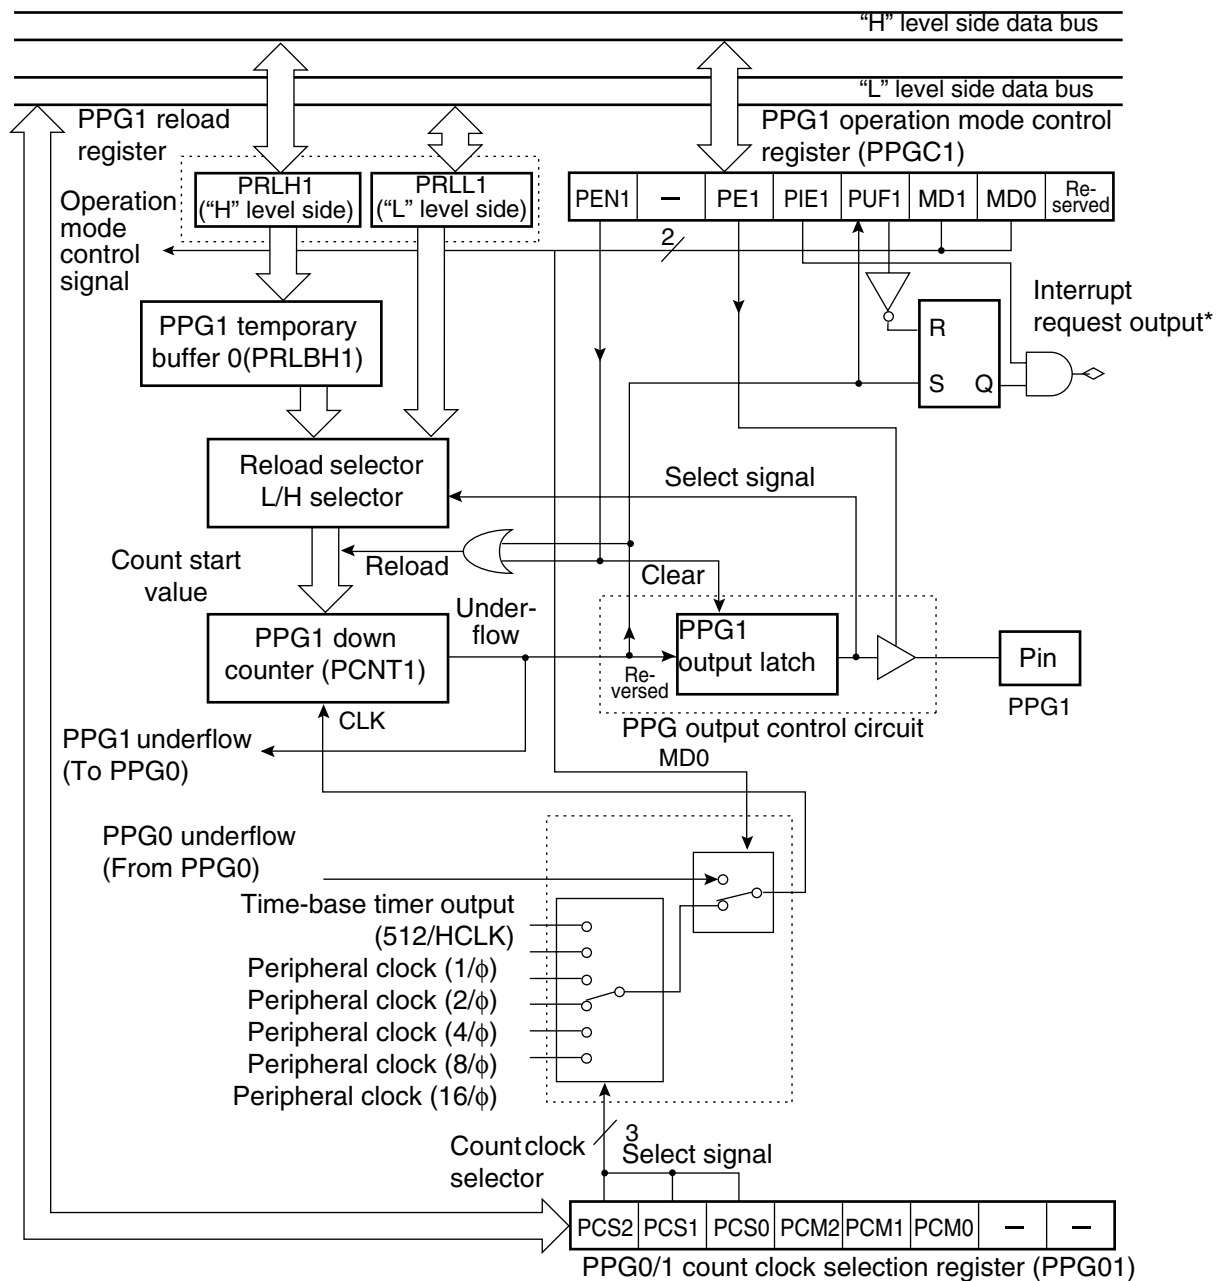 “H” level side data bus
“L” level side data bus
PPG1 reload
register
PPG1 operation mode control
register (PPGC1)
PRLH1
(“H” level side)
PRLL1
(“L” level side)
PEN1
—
PE1
PIE1
PUF1
MD1
MD0
Re-
served
Operation
mode
control
signal
2
PPG1 temporary
buffer 0(PRLBH1)
Interrupt
request output*
R
S
Q
Reload selector
L/H selector
Select signal
Count start
value
Reload
Clear
PPG1 down
counter (PCNT1)
Under-
flow
Re-
versed
PPG1
output latch
Pin
PPG1
CLK
PPG output control circuit
PPG1 underflow
(To PPG0)
MD0
PPG0 underflow
(From PPG0)
Time-base timer output
(512/HCLK)
Peripheral clock (1/ϕ)
Peripheral clock (2/ϕ)
Peripheral clock (4/ϕ)
Peripheral clock (8/ϕ)
Peripheral clock (16/ϕ)
Count clock
selector
3
Select signal
PCS2
PCS1
PCS0
PCM2
PCM1
PCM0
—
—
PPG0/1 count clock selection register (PPG01)